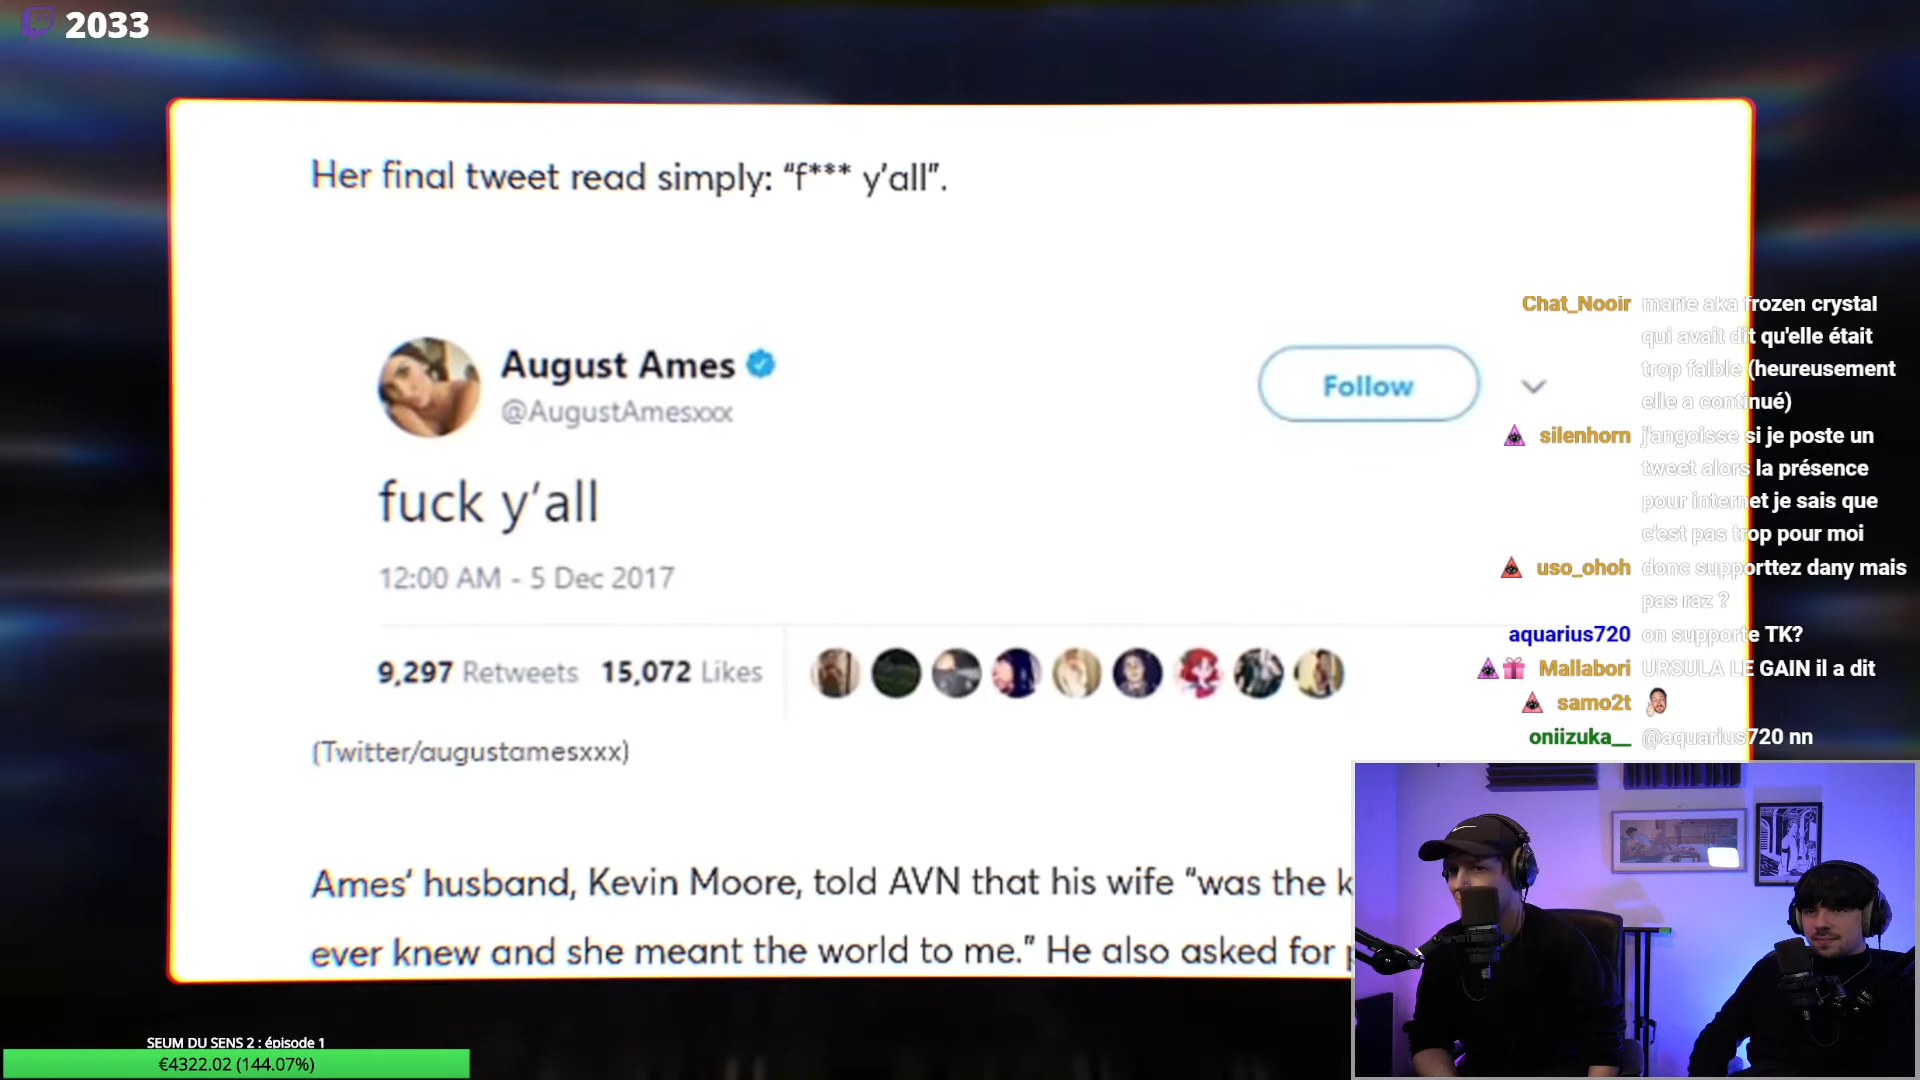 2033
Her final tweet read simply: “f*** y’all”.
August Ames
@AugustAmesxxx
Follow
fuck y’all
12:00 AM - 5 Dec 2017
9,297 Retweets 15,072 Likes
(Twitter/augustamesxxx)
Ames’ husband, Kevin Moore, told AVN that his wife “was the k
ever knew and she meant the world to me.” He also asked for
Chat_Nooir marie aka frozen crystal
qui avait dit qu'elle était
trop faible (heureusement
elle a continué)
silenhorn j'angoisse si je poste un
tweet alors la présence
pour internet je sais que
c'est pas trop pour moi
uso_ohoh donc supporttez dany mais
pas raz ?
aquarius720 on supporte TK?
Mallabori URSULA LE GAIN il a dit
samo2t
oniizuka__ @aquarius720 nn
SEUM DU SENS 2 : épisode 1
€4322.02 (144.07%)